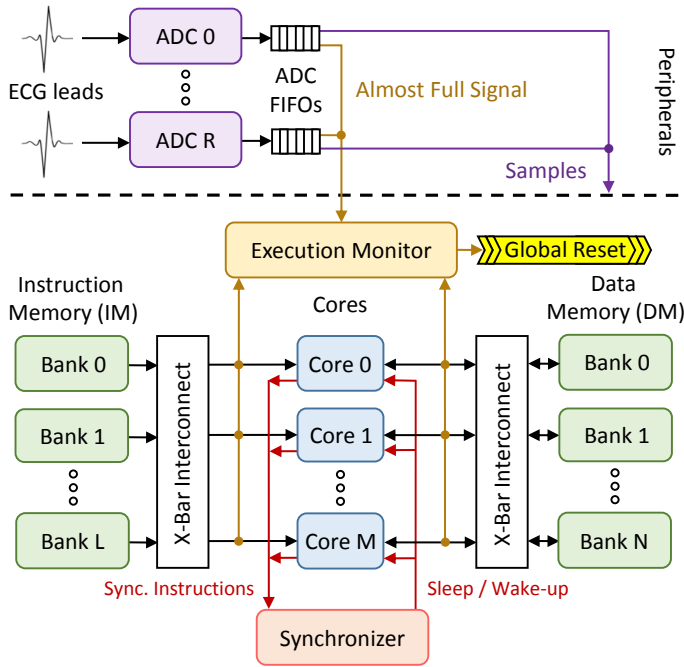 ADC 0
ECG leads
ADC
FIFOs
Almost Full Signal
ADC R
Samples
Peripherals
Execution Monitor
Global Reset
Instruction
Memory (IM)
Cores
Data
Memory (DM)
Bank 0
X-Bar Interconnect
Core 0
X-Bar Interconnect
Bank 0
Bank 1
Core 1
Bank 1
Bank L
Core M
Bank N
Sync. Instructions
Sleep / Wake-up
Synchronizer